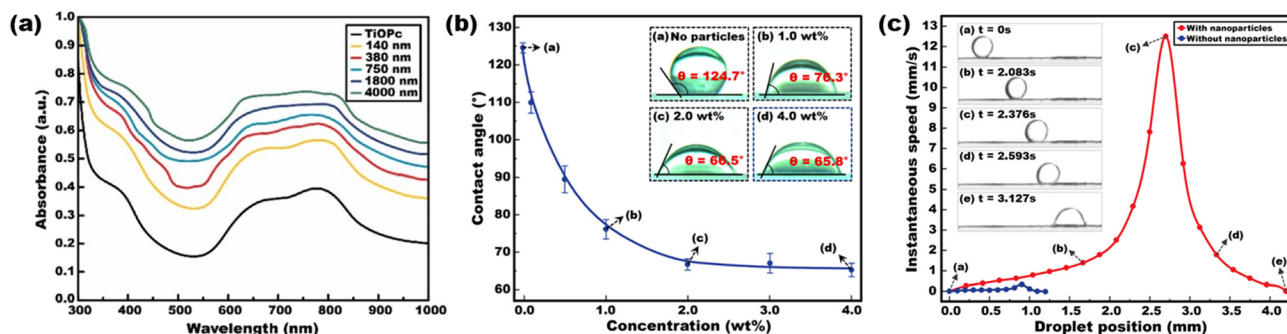 (a)
Absorbance (a.u.)
1.0
0.9
0.8
0.7
0.6
0.5
0.4
0.3
0.2
0.1
0.0
300 400 500 600 700 800 900 1000
Wavelength (nm)
TiOPc
140 nm
380 nm
750 nm
1800 nm
4000 nm
(b)
Contact angle (°)
130
120
110
100
90
80
70
60
0.0 1.0 2.0 3.0 4.0
Concentration (wt%)
(a)
(b)
(c)
(d)
(a) No particles
θ = 124.7°
(b) 1.0 wt%
θ = 76.3°
(c) 2.0 wt%
θ = 66.5°
(d) 4.0 wt%
θ = 65.8°
(c)
Instantaneous speed (mm/s)
13
12
11
10
9
8
7
6
5
4
3
2
1
0
0.0 0.5 1.0 1.5 2.0 2.5 3.0 3.5 4.0
Droplet position (mm)
With nanoparticles
Without nanoparticles
(a) t = 0s
(b) t = 2.083s
(c) t = 2.376s
(d) t = 2.593s
(e) t = 3.127s
(a)
(b)
(c)
(d)
(e)